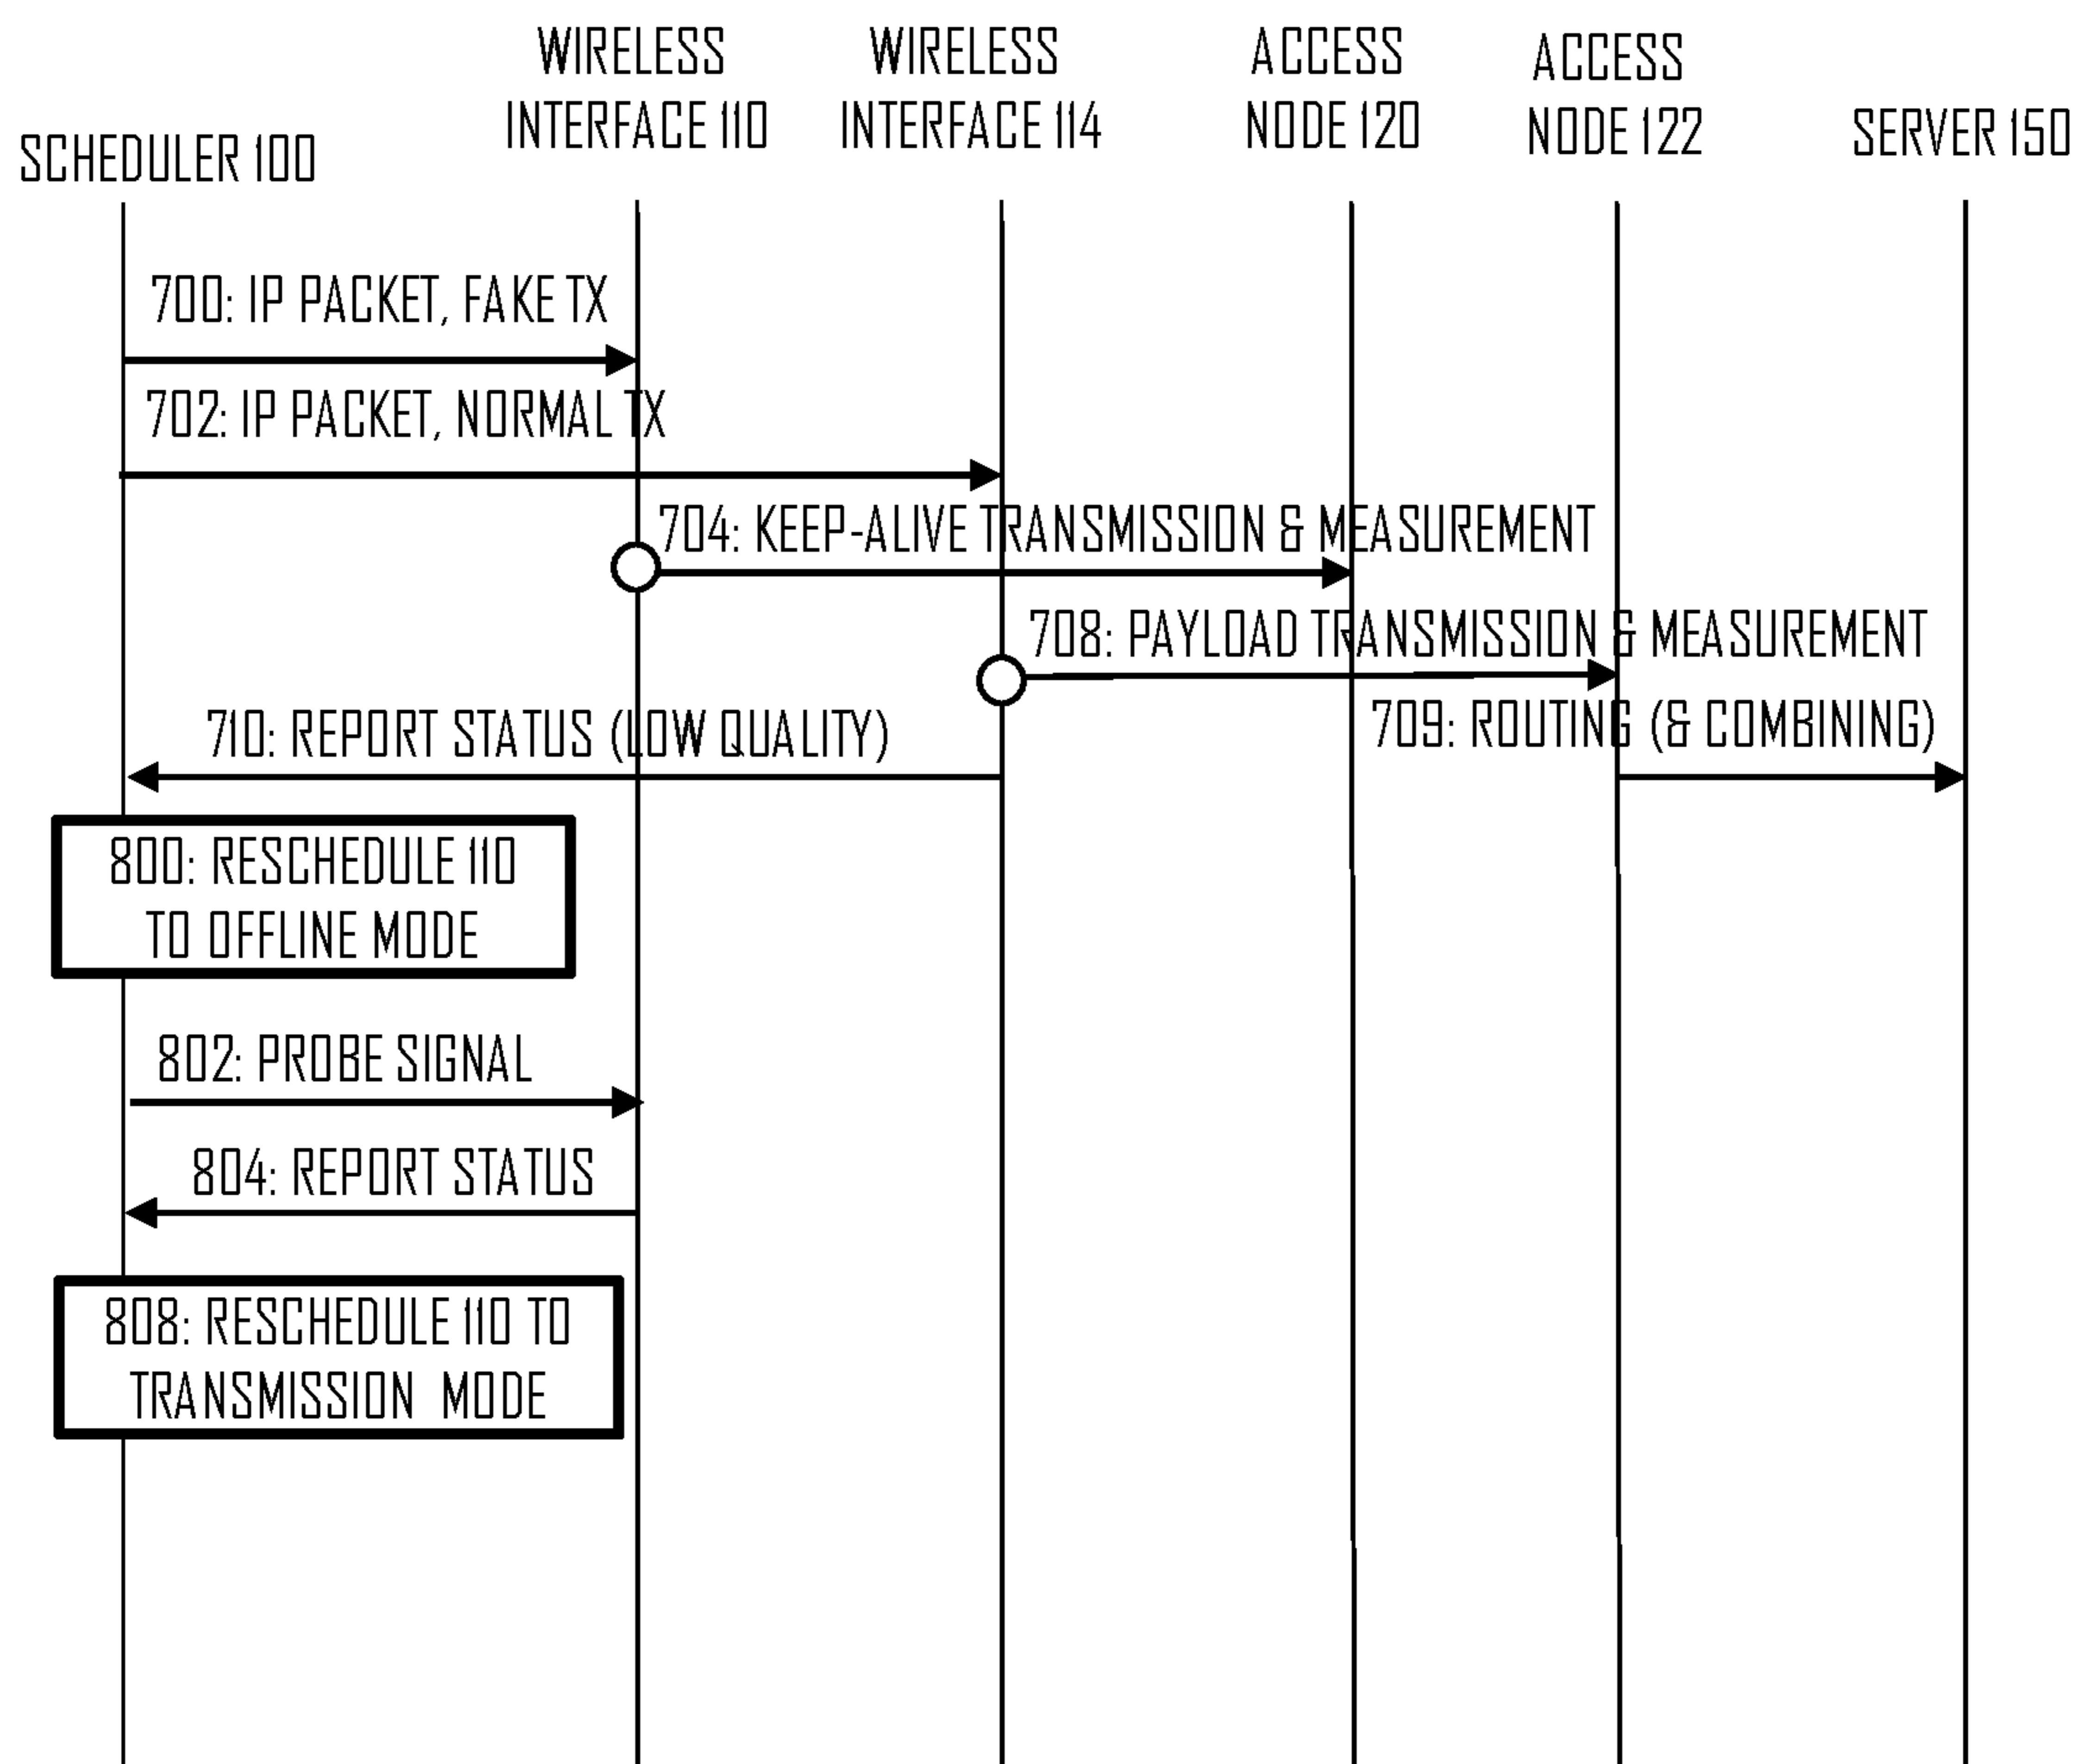 WIRELESS
INTERFACE 110
WIRELESS
INTERFACE 114
ACCESS
NODE 120
ACCESS
NODE 122
SCHEDULER 100
SERVER 150
700: IP PACKET, FAKE TX
702: IP PACKET, NORMAL TX
704: KEEP-ALIVE TRANSMISSION & MEASUREMENT
708: PAYLOAD TRANSMISSION & MEASUREMENT
709: ROUTING (& COMBINING)
710: REPORT STATUS (LOW QUALITY)
800: RESCHEDULE 110
TO OFFLINE MODE
802: PROBE SIGNAL
804: REPORT STATUS
808: RESCHEDULE 110 TO
TRANSMISSION MODE